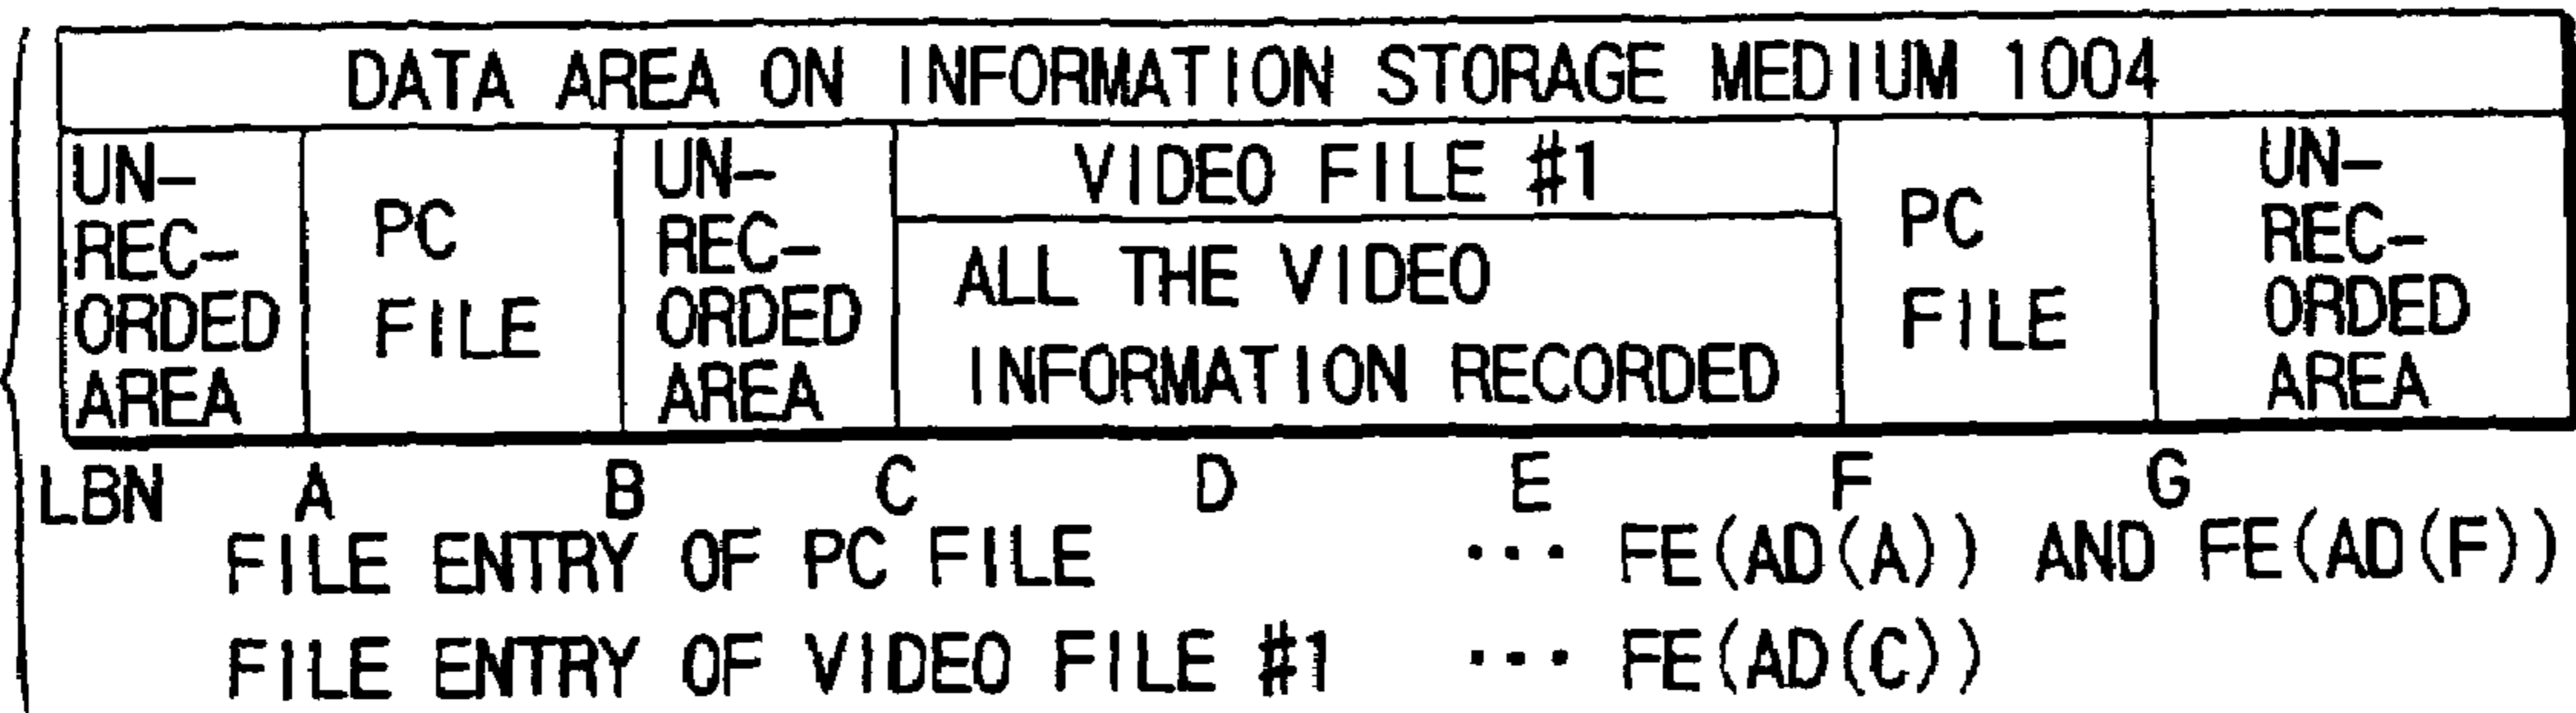 DATA AREA ON INFORMATION STORAGE MEDIUM 1004
UN-
REC-
ORDED
AREA
PC
FILE
UN-
REC-
ORDED
AREA
VIDEO FILE #1
ALL THE VIDEO
INFORMATION RECORDED
PC
FILE
UN-
REC-
ORDED
AREA
LBN A B C D E F G
FILE ENTRY OF PC FILE ··· FE(AD(A)) AND FE(AD(F))
FILE ENTRY OF VIDEO FILE #1 ··· FE(AD(C))